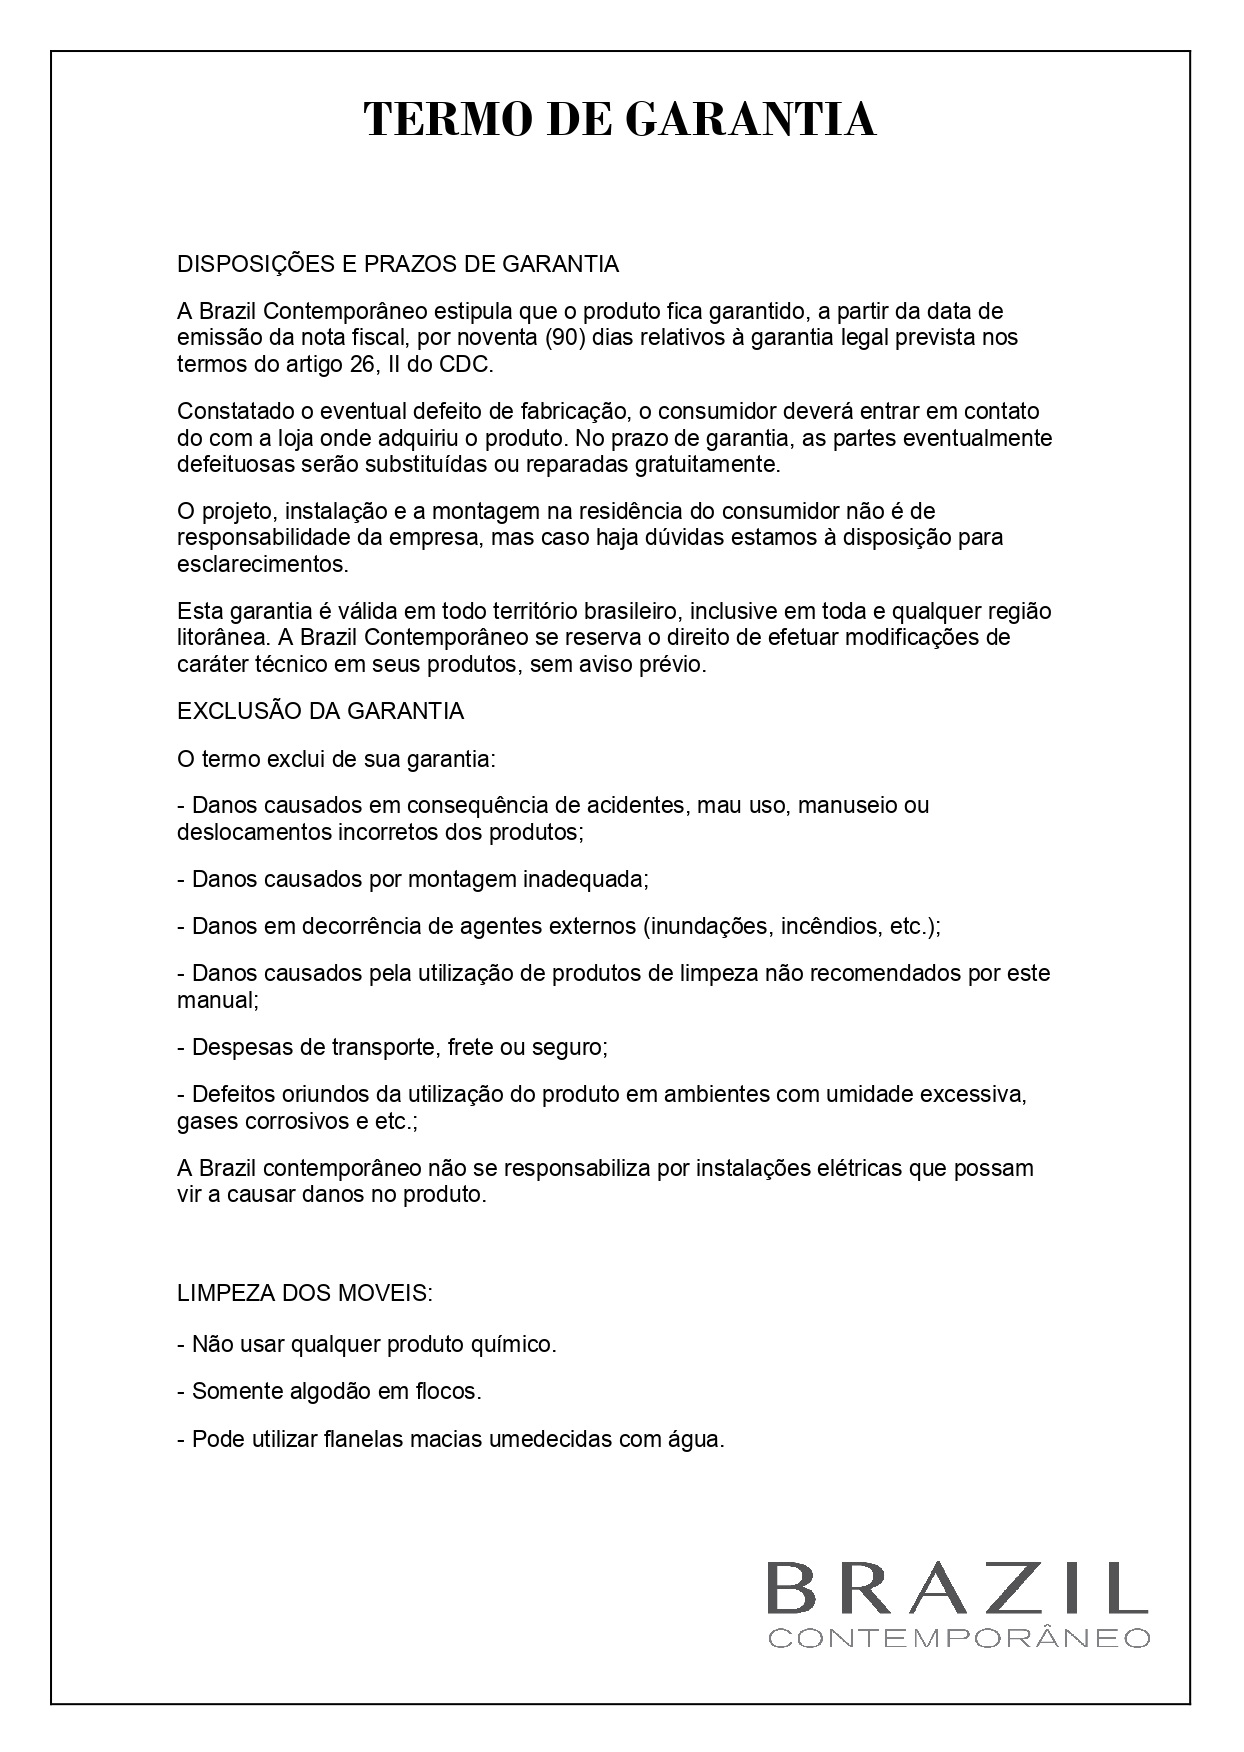 TERMO DE GARANTIA
DISPOSIÇÕES E PRAZOS DE GARANTIA
A Brazil Contemporâneo estipula que o produto fica garantido, a partir da data de
emissão da nota fiscal, por noventa (90) dias relativos à garantia legal prevista nos
termos do artigo 26, II do CDC.
Constatado o eventual defeito de fabricação, o consumidor deverá entrar em contato
do com a loja onde adquiriu o produto. No prazo de garantia, as partes eventualmente
defeituosas serão substituídas ou reparadas gratuitamente.
O projeto, instalação e a montagem na residência do consumidor não é de
responsabilidade da empresa, mas caso haja dúvidas estamos à disposição para
esclarecimentos.
Esta garantia é válida em todo território brasileiro, inclusive em toda e qualquer região
litorânea. A Brazil Contemporâneo se reserva o direito de efetuar modificações de
caráter técnico em seus produtos, sem aviso prévio.
EXCLUSÃO DA GARANTIA
O termo exclui de sua garantia:
- Danos causados em consequência de acidentes, mau uso, manuseio ou
deslocamentos incorretos dos produtos;
- Danos causados por montagem inadequada;
- Danos em decorrência de agentes externos (inundações, incêndios, etc.);
- Danos causados pela utilização de produtos de limpeza não recomendados por este
manual;
- Despesas de transporte, frete ou seguro;
- Defeitos oriundos da utilização do produto em ambientes com umidade excessiva,
gases corrosivos e etc.;
A Brazil contemporâneo não se responsabiliza por instalações elétricas que possam
vir a causar danos no produto.
LIMPEZA DOS MOVEIS:
- Não usar qualquer produto químico.
- Somente algodão em flocos.
- Pode utilizar flanelas macias umedecidas com água.
BRAZIL
CONTEMPORÂNEO